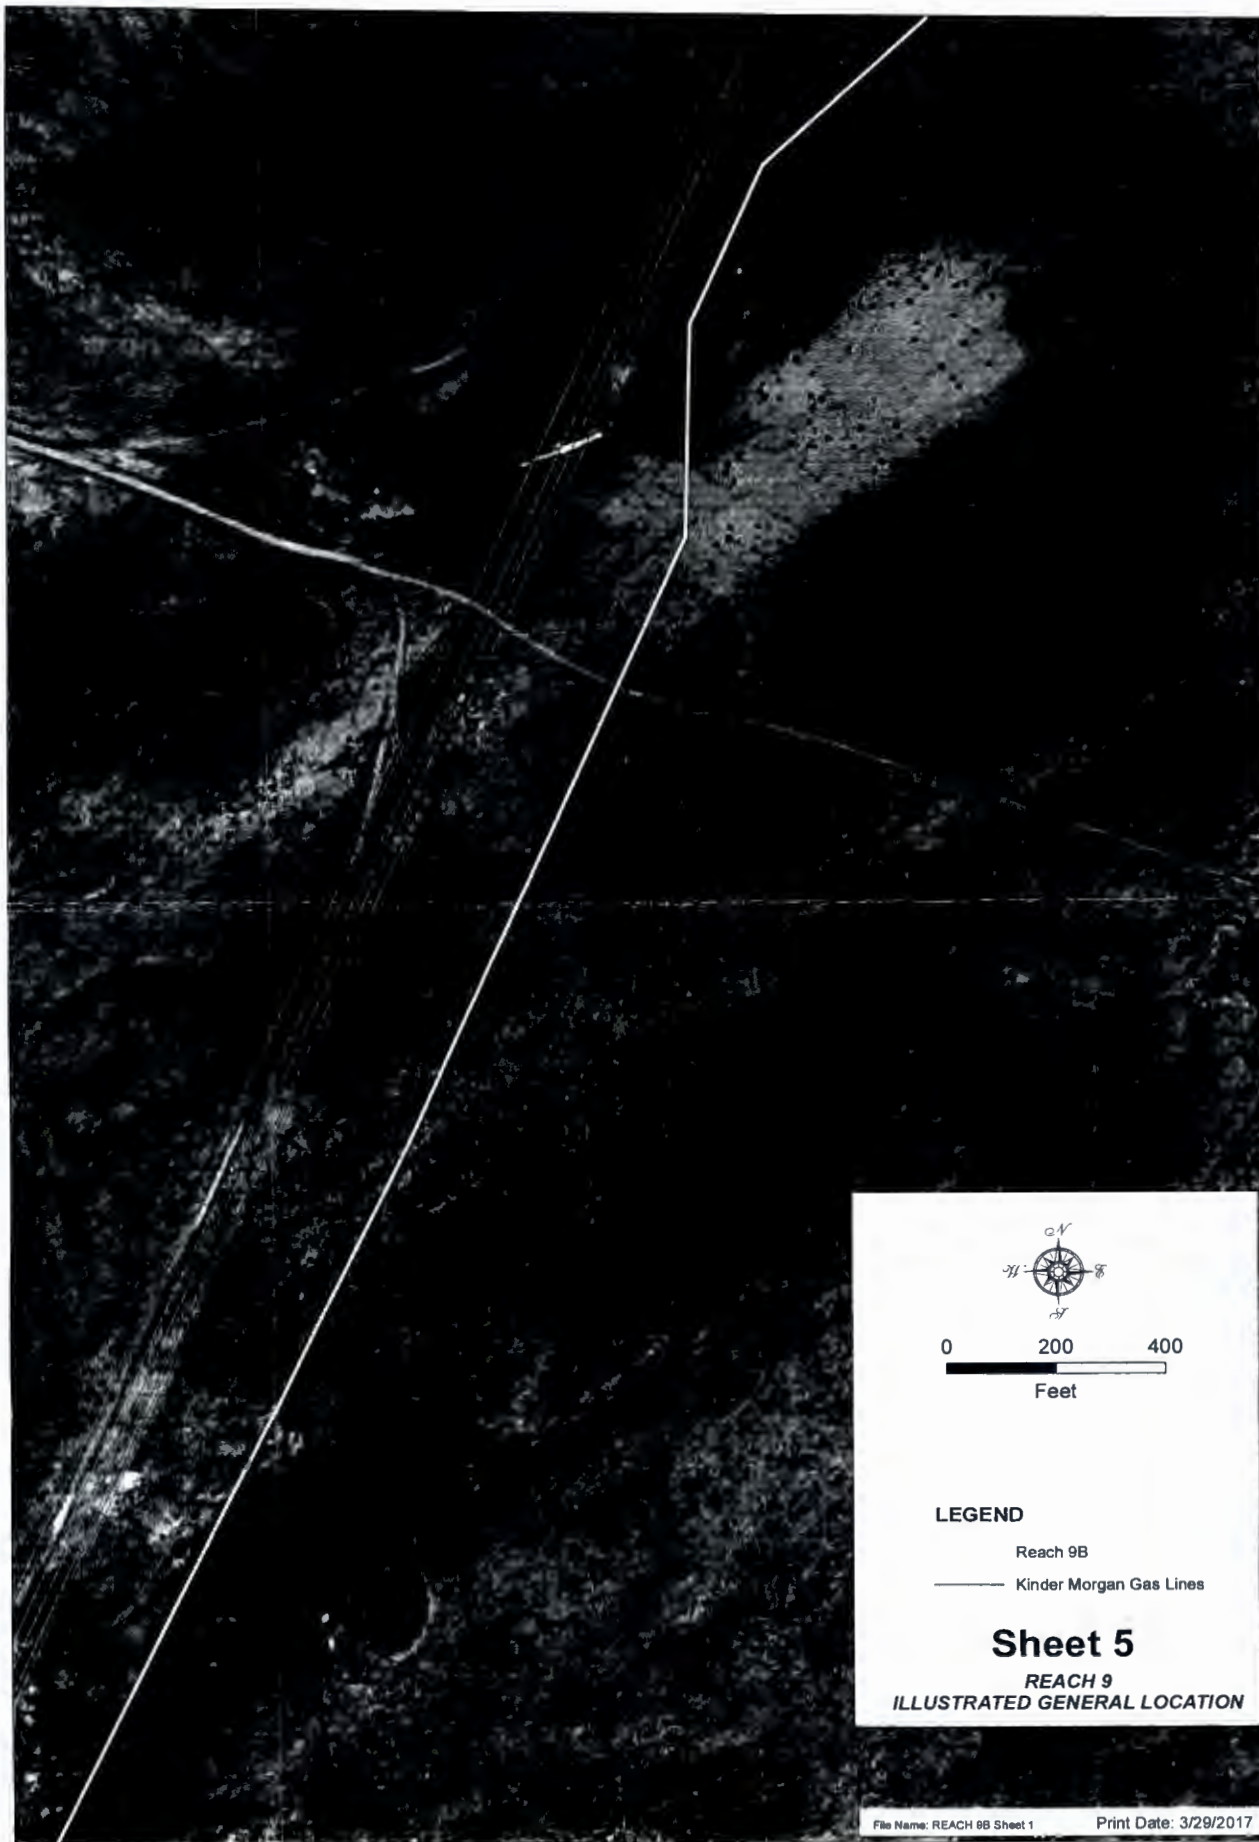 N
W E
S
0 200 400
Feet
LEGEND
Reach 9B
Kinder Morgan Gas Lines
Sheet 5
REACH 9
ILLUSTRATED GENERAL LOCATION
File Name: REACH 9B Sheet 1
Print Date: 3/29/2017